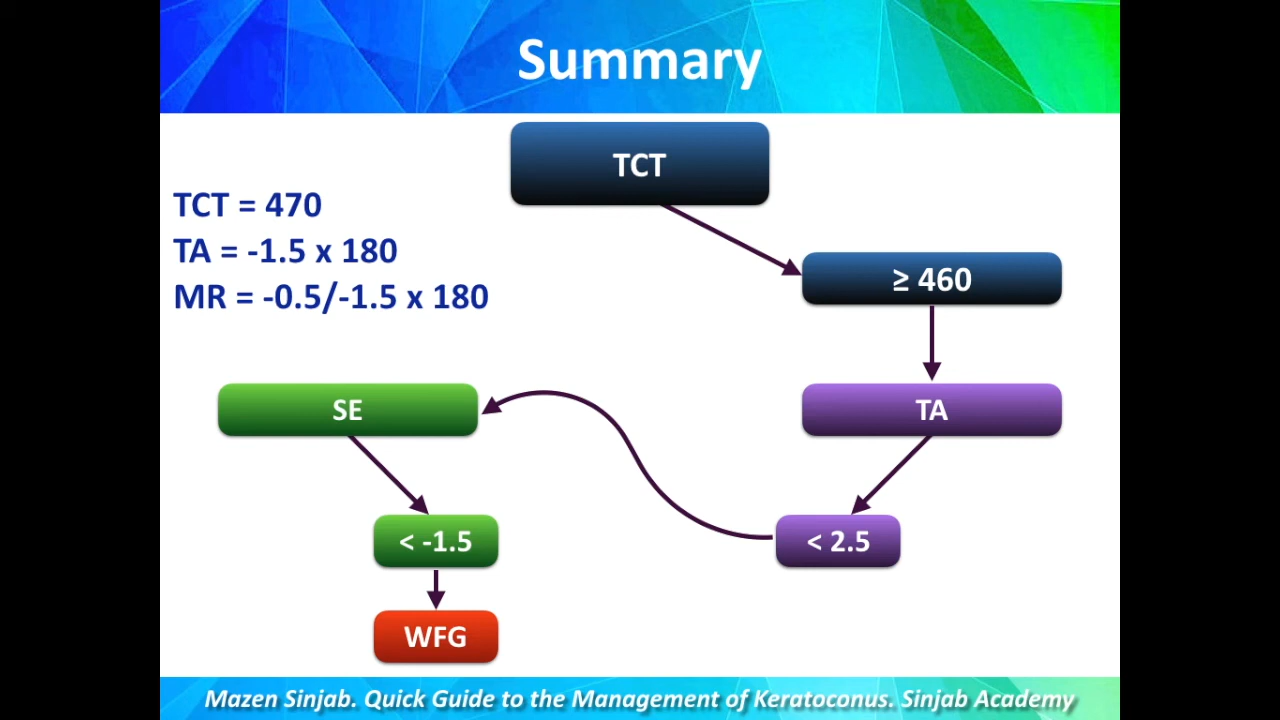 Summary
TCT
TCT = 470
TA = -1.5 x 180
MR = -0.5/-1.5 x 180
≥ 460
SE
TA
< -1.5
< 2.5
WFG
Mazen Sinjab. Quick Guide to the Management of Keratoconus. Sinjab Academy